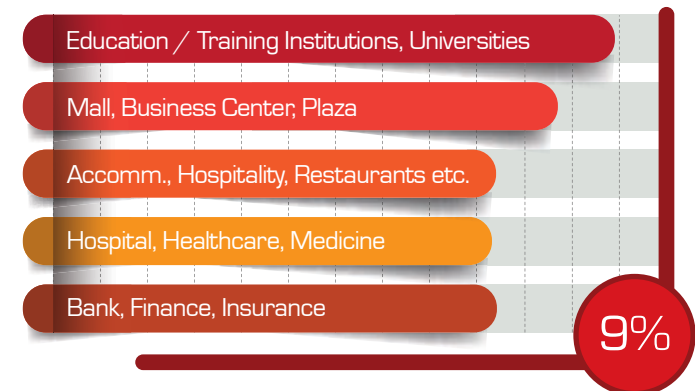 Education / Training Institutions, Universities
Mall, Business Center, Plaza
Accomm., Hospitality, Restaurants etc.
Hospital, Healthcare, Medicine
Bank, Finance, Insurance
9%